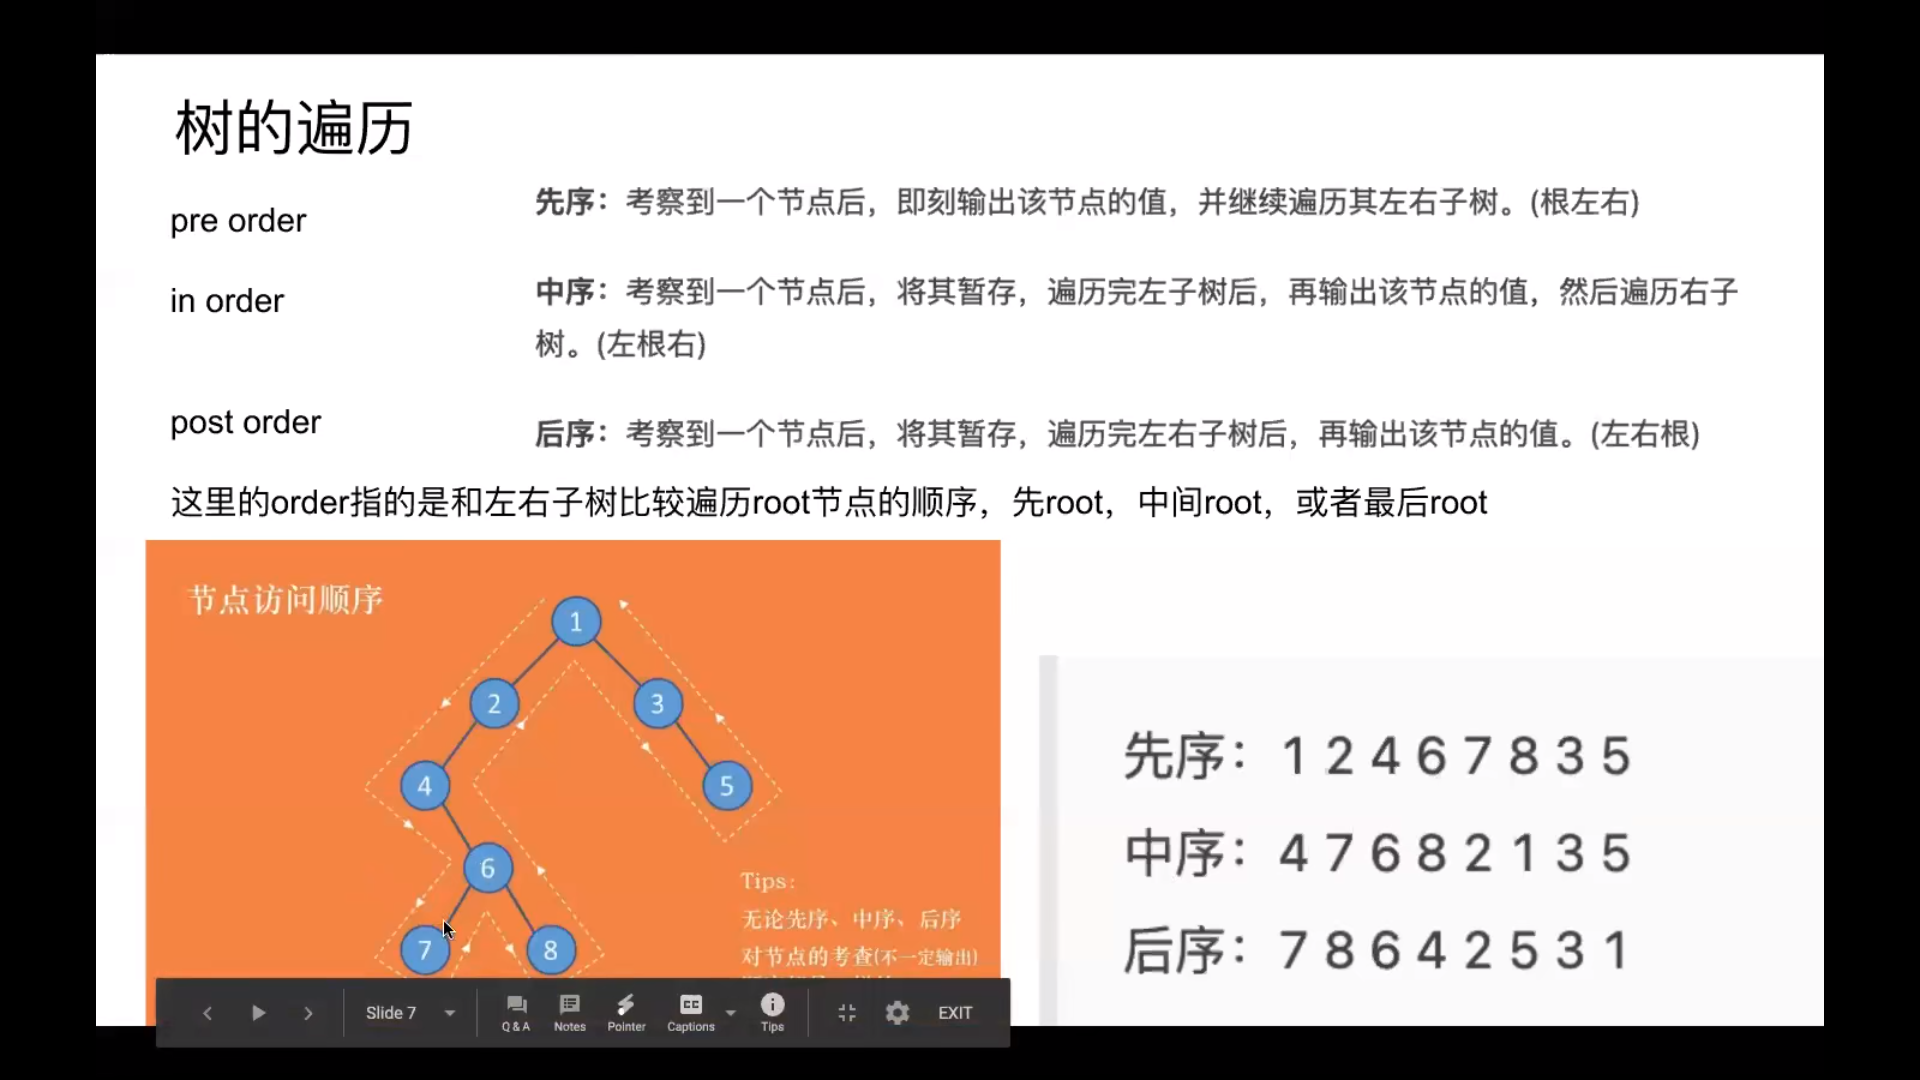 树的遍历
pre order
先序：考察到一个节点后，即刻输出该节点的值，并继续遍历其左右子树。(根左右)
in order
中序：考察到一个节点后，将其暂存，遍历完左子树后，再输出该节点的值，然后遍历右子
树。(左根右)
post order
后序：考察到一个节点后，将其暂存，遍历完左右子树后，再输出该节点的值。(左右根)
这里的order指的是和左右子树比较遍历root节点的顺序，先root，中间root，或者最后root
节点访问顺序
1
2
3
4
5
6
7
8
Tips:
无论先序、中序、后序
对节点的考查(不一定输出)
先序：1 2 4 6 7 8 3 5
中序：4 7 6 8 2 1 3 5
后序：7 8 6 4 2 5 3 1
Slide 7
Q & A
Notes
Pointer
CC
Captions
Tips
EXIT